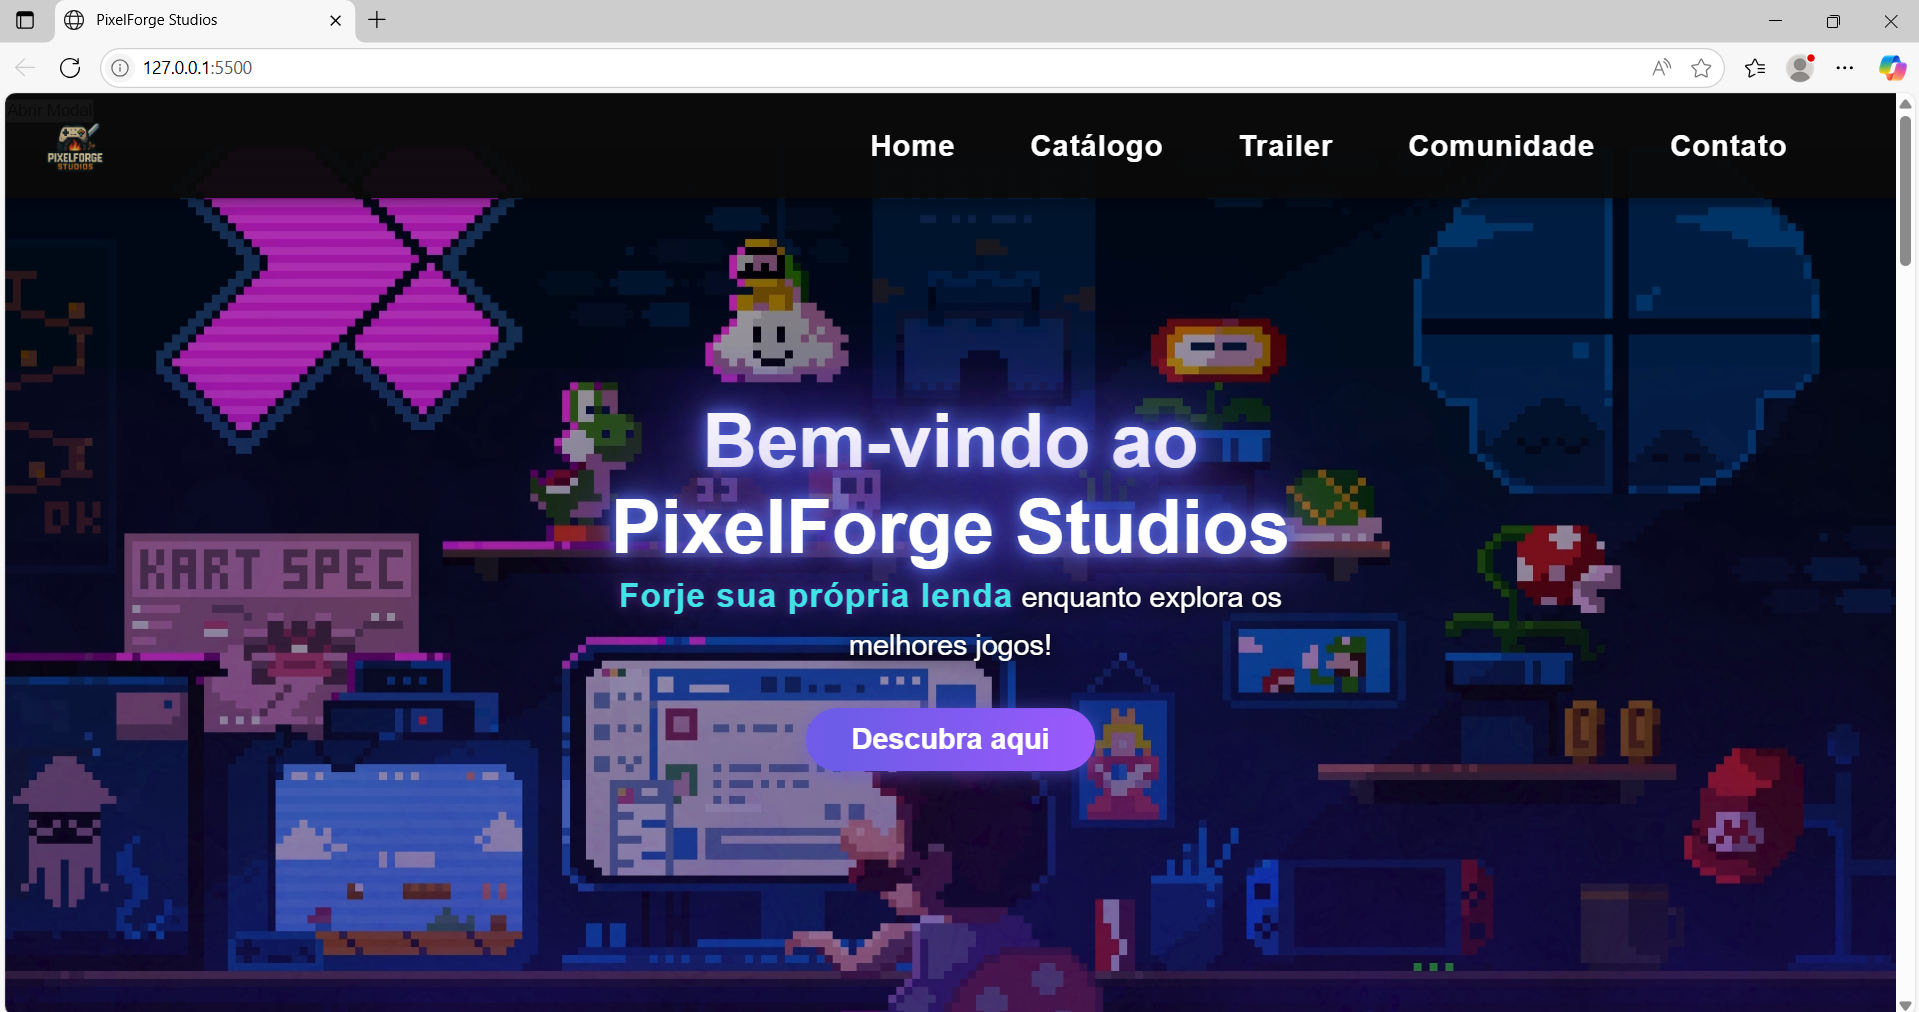 PixelForge Studios
127.0.0.1:5500
Abrir Modal
PIXELFORGE
STUDIOS
Home Catálogo Trailer Comunidade Contato
Bem-vindo ao
PixelForge Studios
Forje sua própria lenda enquanto explora os
melhores jogos!
Descubra aqui
KART SPEC
DK